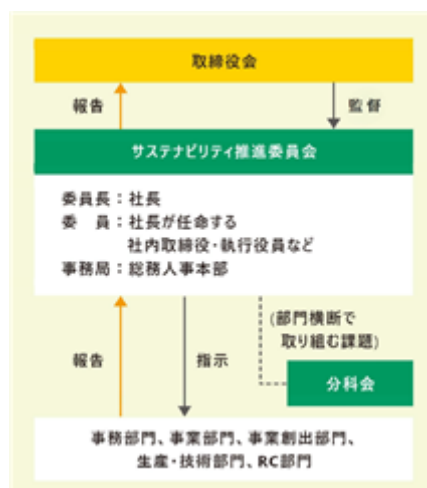 取締役会
報告
監督
サステナビリティ推進委員会
委員長：社長
委　員：社長が任命する
社内取締役・執行役員など
事務局：総務人事本部
(部門横断で
取り組む課題)
報告
指示
分科会
事務部門、事業部門、事業創出部門、
生産・技術部門、RC部門